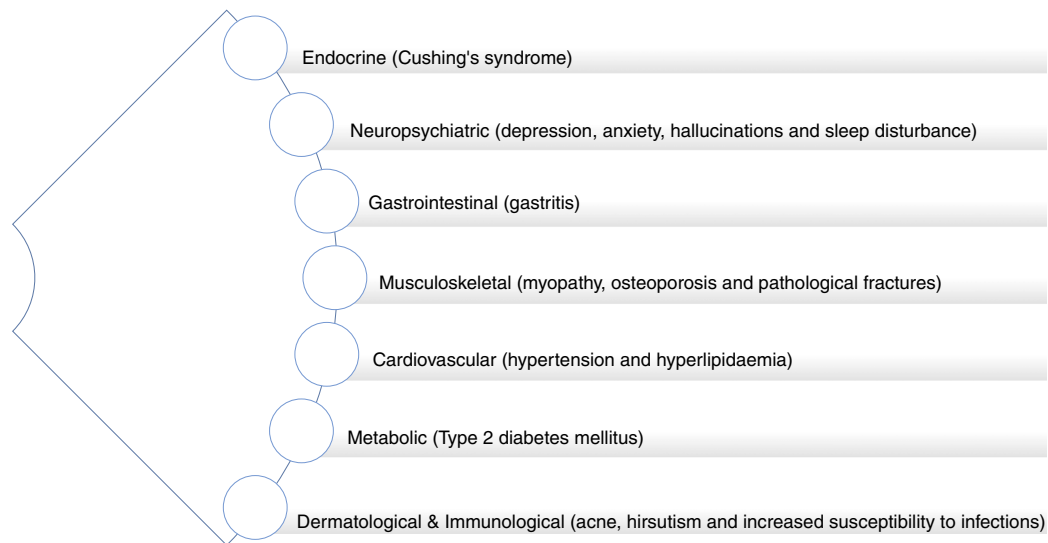 Endocrine (Cushing's syndrome)
Neuropsychiatric (depression, anxiety, hallucinations and sleep disturbance)
Gastrointestinal (gastritis)
Musculoskeletal (myopathy, osteoporosis and pathological fractures)
Cardiovascular (hypertension and hyperlipidaemia)
Metabolic (Type 2 diabetes mellitus)
Dermatological & Immunological (acne, hirsutism and increased susceptibility to infections)